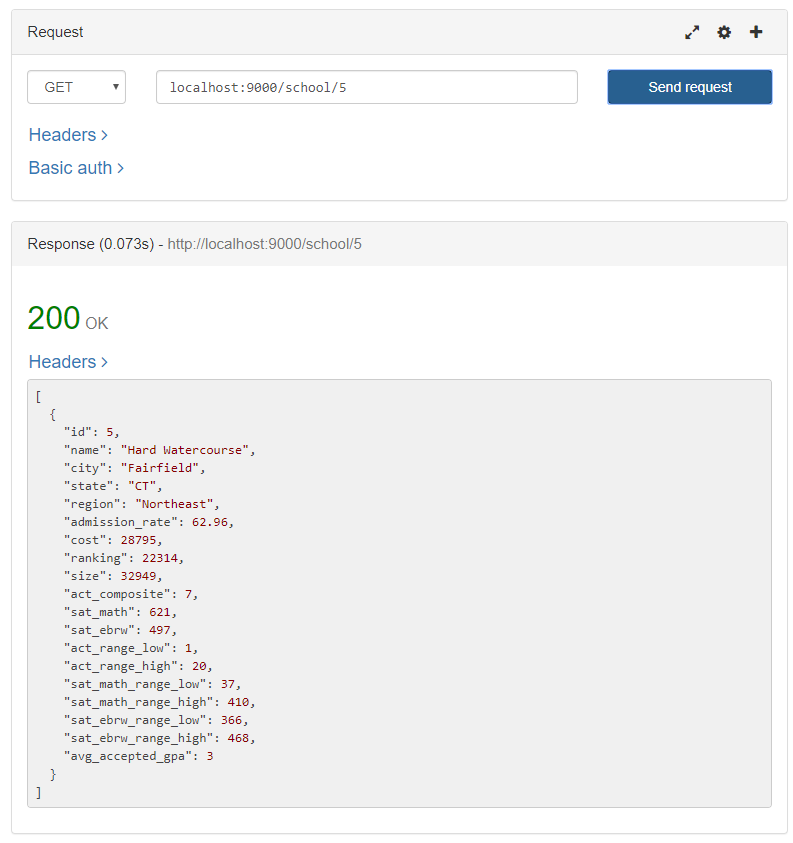 Request
GET localhost:9000/school/5 Send request
Headers
Basic auth
Response (0.073s) - http://localhost:9000/school/5
200 OK
Headers
[
  {
    "id": 5,
    "name": "Hard Watercourse",
    "city": "Fairfield",
    "state": "CT",
    "region": "Northeast",
    "admission_rate": 62.96,
    "cost": 28795,
    "ranking": 22314,
    "size": 32949,
    "act_composite": 7,
    "sat_math": 621,
    "sat_ebrw": 497,
    "act_range_low": 1,
    "act_range_high": 20,
    "sat_math_range_low": 37,
    "sat_math_range_high": 410,
    "sat_ebrw_range_low": 366,
    "sat_ebrw_range_high": 468,
    "avg_accepted_gpa": 3
  }
]